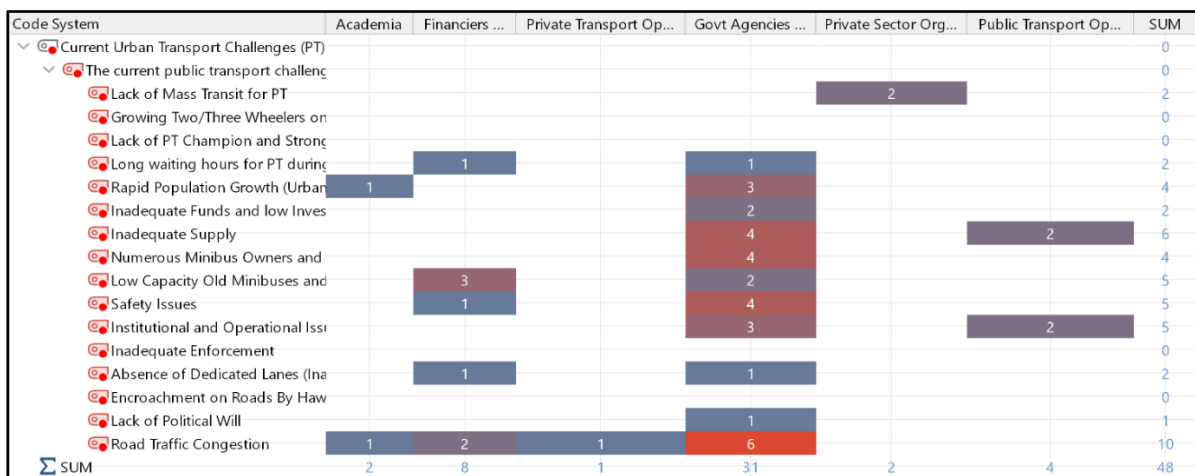 Code System Academia Financiers ... Private Transport Op... Govt Agencies ... Private Sector Org... Public Transport Op... SUM
Current Urban Transport Challenges (PT) 0
The current public transport challeng 0
Lack of Mass Transit for PT 2 2
Growing Two/Three Wheelers on 0
Lack of PT Champion and Strong 0
Long waiting hours for PT during 1 1 2
Rapid Population Growth (Urban 1 3 4
Inadequate Funds and low Inves 2 2
Inadequate Supply 4 2 6
Numerous Minibus Owners and 4 4
Low Capacity Old Minibuses and 3 2 5
Safety Issues 1 4 5
Institutional and Operational Issu 3 2 5
Inadequate Enforcement 0
Absence of Dedicated Lanes (Ina 1 1 2
Encroachment on Roads By Haw 0
Lack of Political Will 1 1
Road Traffic Congestion 1 2 1 6 10
Σ SUM 2 8 1 31 2 4 48